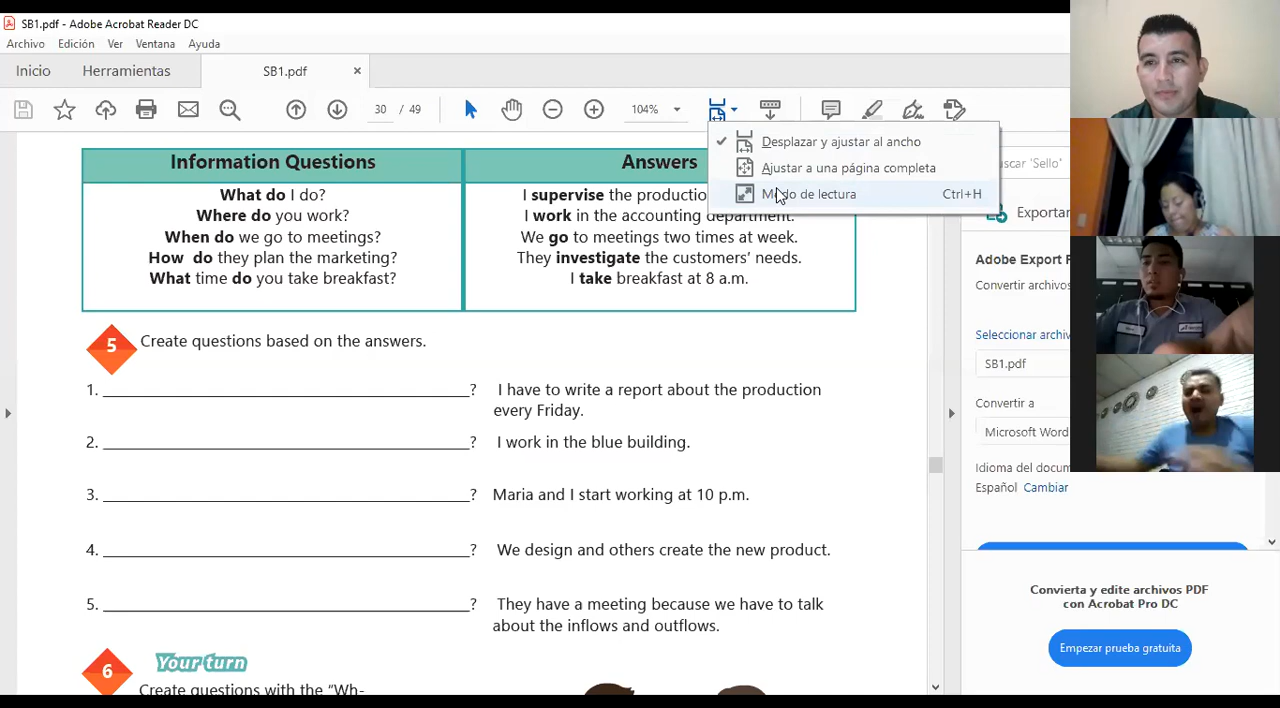 SB1.pdf - Adobe Acrobat Reader DC
Archivo Edición Ver Ventana Ayuda
Inicio Herramientas SB1.pdf ×
30 / 49 104%
Desplazar y ajustar al ancho
Ajustar a una página completa
Modo de lectura Ctrl+H
Information Questions Answers
What do I do? I supervise the production
Where do you work? I work in the accounting department.
When do we go to meetings? We go to meetings two times at week.
How do they plan the marketing? They investigate the customers' needs.
What time do you take breakfast? I take breakfast at 8 a.m.
5 Create questions based on the answers.
1. ? I have to write a report about the production
every Friday.
2. ? I work in the blue building.
3. ? Maria and I start working at 10 p.m.
4. ? We design and others create the new product.
5. ? They have a meeting because we have to talk
about the inflows and outflows.
6 Your turn
Create questions with the "Wh-
'Sello'
Exportar
Adobe Export
Convertir archivos
Seleccionar archi
SB1.pdf
Convertir a
Microsoft Word
Idioma del docum
Español Cambiar
Convierta y edite archivos PDF
con Acrobat Pro DC
Empezar prueba gratuita